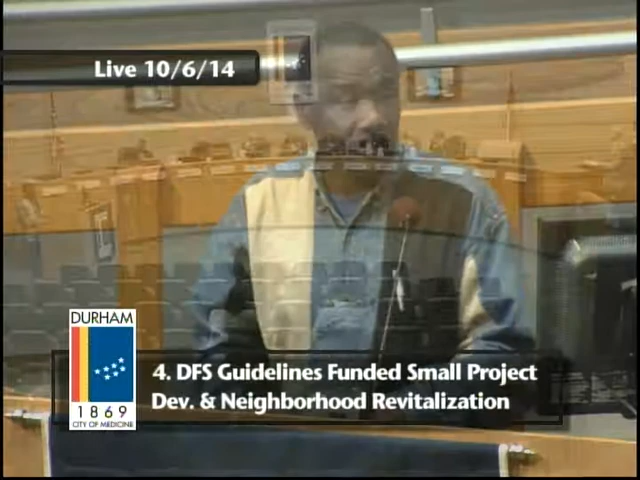 Live 10/6/14
DURHAM
1869
CITY OF MEDICINE
4. DFS Guidelines Funded Small Project
Dev. & Neighborhood Revitalization